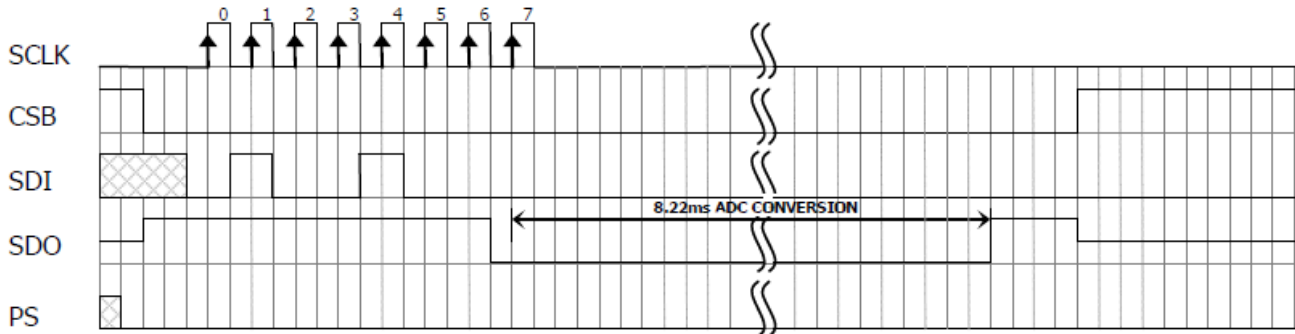 0 1 2 3 4 5 6 7
SCLK
CSB
SDI
8.22ms ADC CONVERSION
SDO
PS